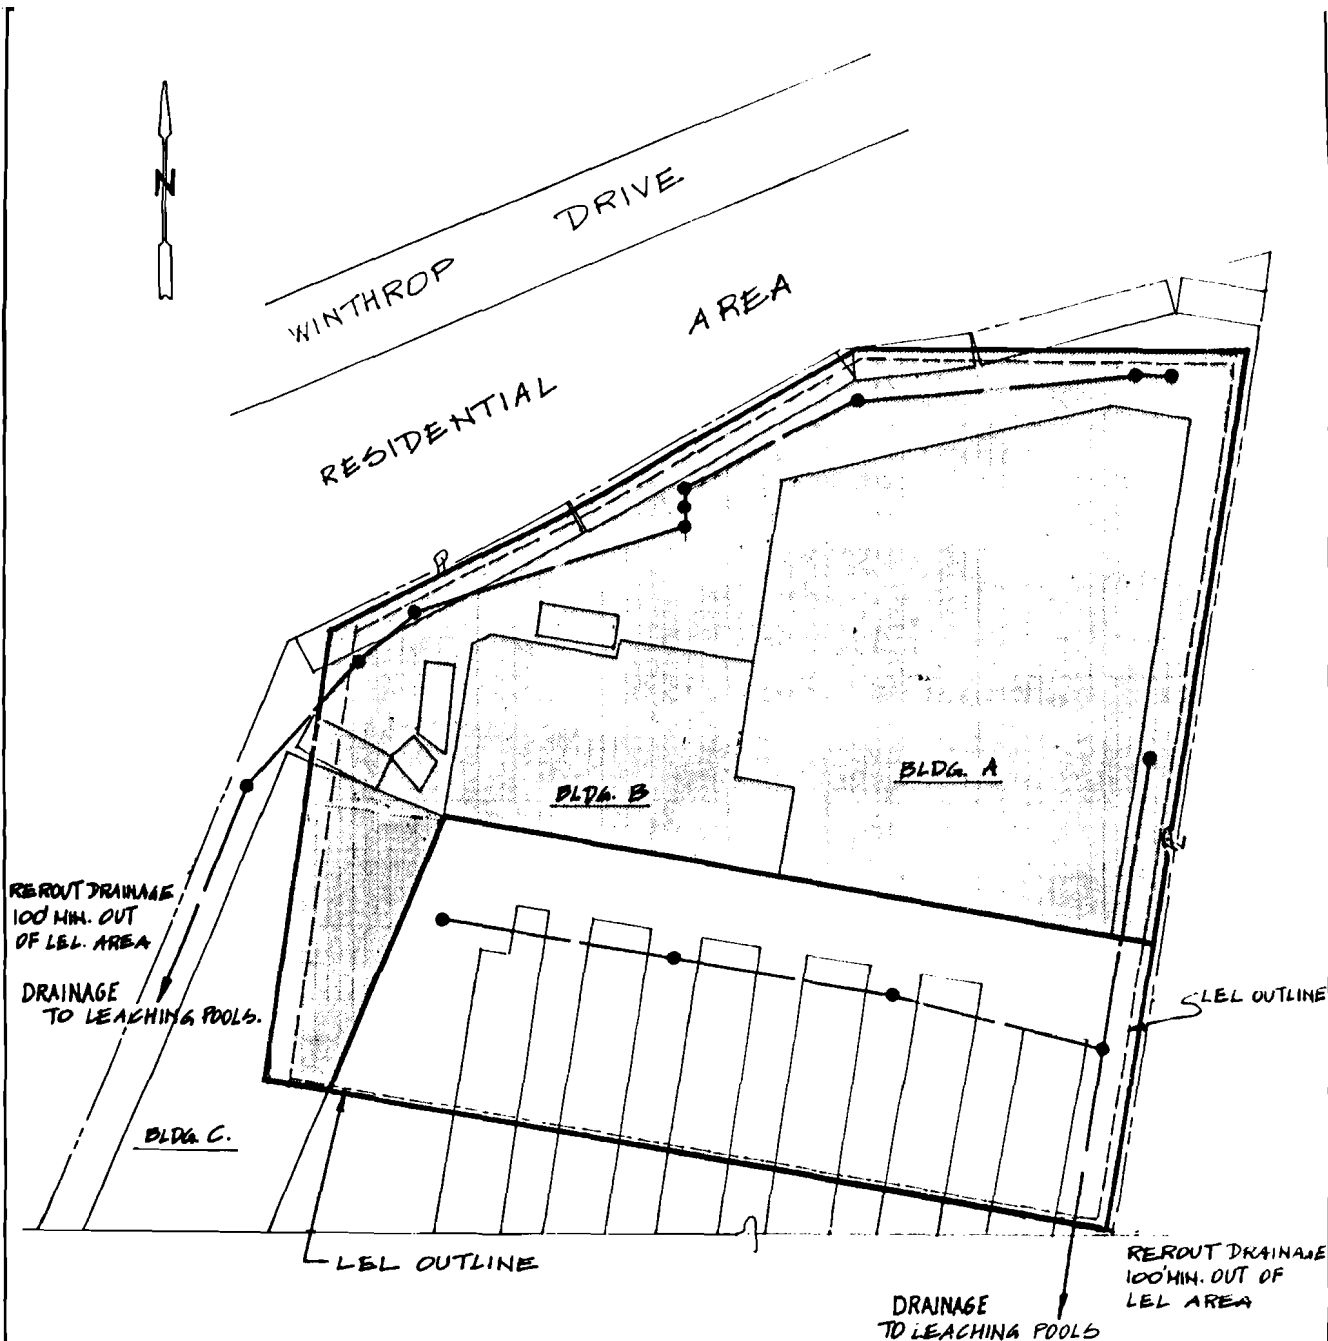 N
WINTHROP DRIVE
RESIDENTIAL AREA
BLDG. A
BLDG. B
REROUT DRAINAGE
100' MIN. OUT
OF LEL. AREA
DRAINAGE
TO LEACHING POOLS.
LEL OUTLINE
BLDG C.
LEL OUTLINE
REROUT DRAINAGE
100' MIN. OUT OF
LEL AREA
DRAINAGE
TO LEACHING POOLS